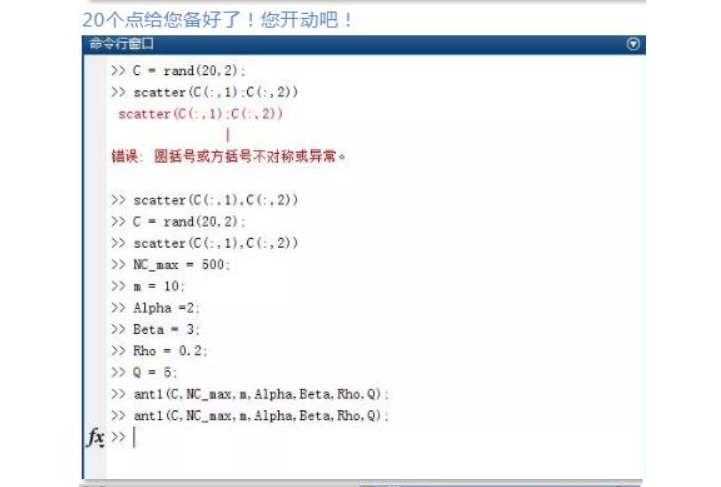 20个点给您备好了！您开动吧！
命令行窗口
>> C = rand(20,2);
>> scatter(C(:,1);C(:,2))
scatter(C(:,1);C(:,2))
|
错误: 圆括号或方括号不对称或异常。
>> scatter(C(:,1),C(:,2))
>> C = rand(20,2);
>> scatter(C(:,1),C(:,2))
>> NC_max = 500;
>> m = 10;
>> Alpha =2;
>> Beta = 3;
>> Rho = 0.2;
>> Q = 5;
>> ant1(C,NC_max,m,Alpha,Beta,Rho,Q);
>> ant1(C,NC_max,m,Alpha,Beta,Rho,Q);
fx >>